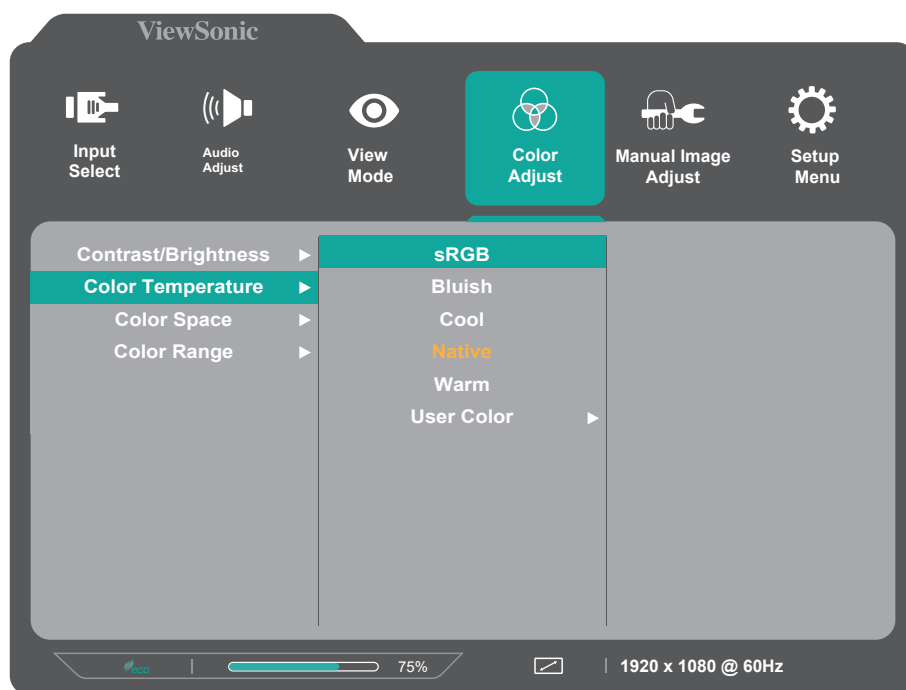 ViewSonic
Input
Select
Audio
Adjust
View
Mode
Color
Adjust
Manual Image
Adjust
Setup
Menu
Contrast/Brightness
Color Temperature
Color Space
Color Range
sRGB
Bluish
Cool
Native
Warm
User Color
eco
75%
1920 x 1080 @ 60Hz